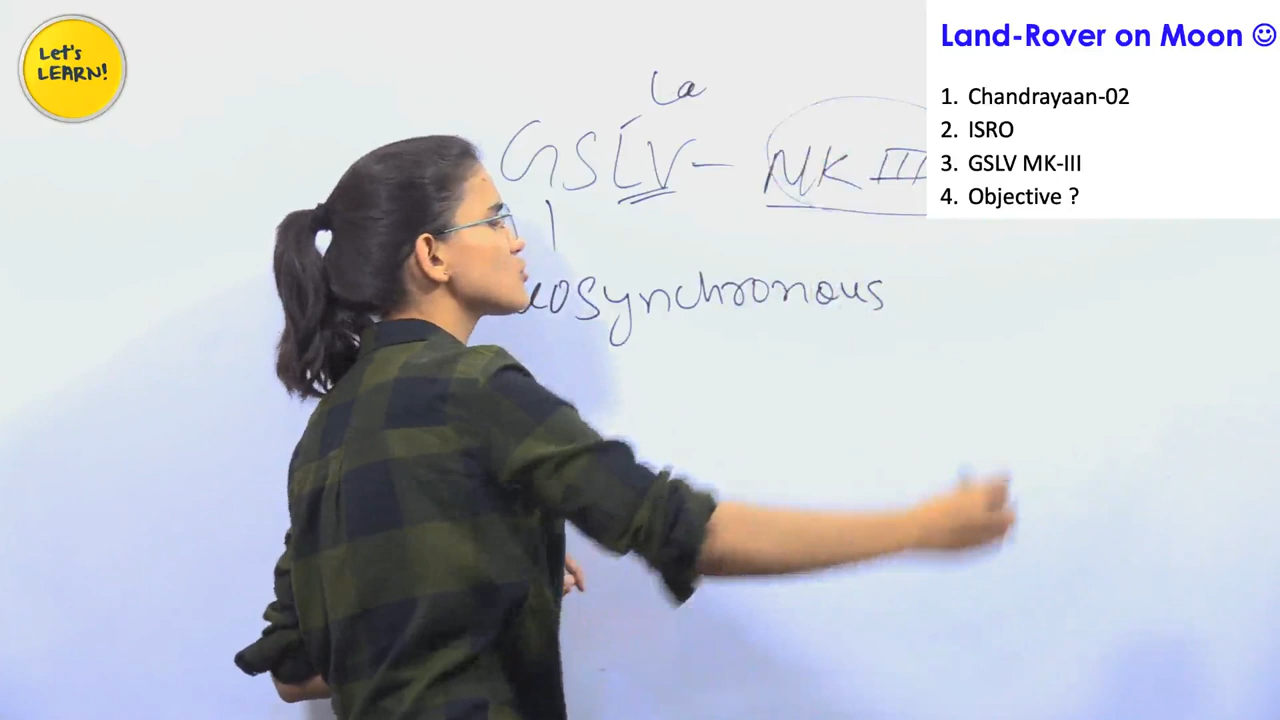 Let's
LEARN!
Land-Rover on Moon ☺
1. Chandrayaan-02
2. ISRO
3. GSLV MK-III
4. Objective ?
La
GSLV - MK III
eosynchronous